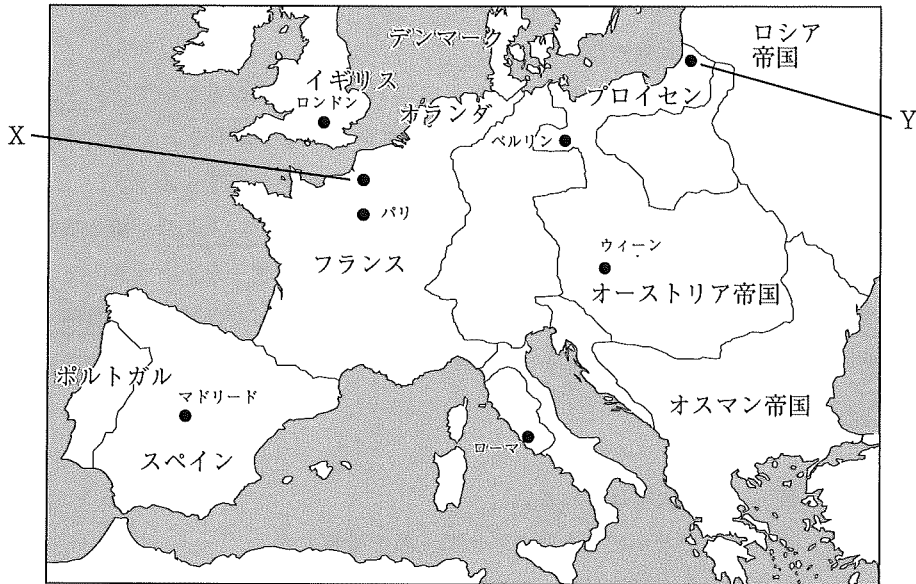 ロシア
帝国
デンマーク
イギリス
ロンドン
オランダ
プロイセン
X
Y
ベルリン
パリ
フランス
ウィーン
オーストリア帝国
ポルトガル
マドリード
スペイン
ローマ
オスマン帝国